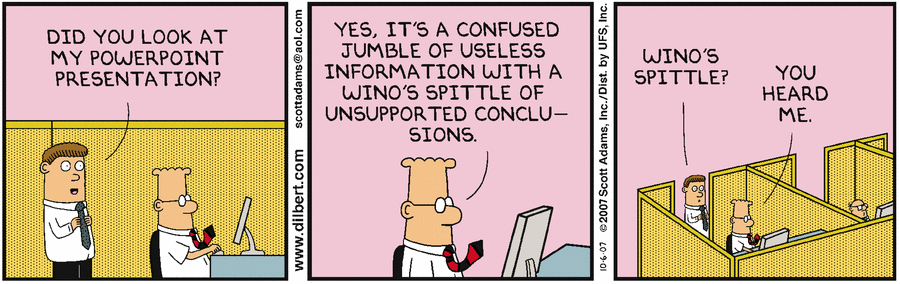 DID YOU LOOK AT
MY POWERPOINT
PRESENTATION?
www.dilbert.com
scottadams@aol.com
YES, IT'S A CONFUSED
JUMBLE OF USELESS
INFORMATION WITH A
WINO'S SPITTLE OF
UNSUPPORTED CONCLU-
SIONS.
10-6-07 ©2007 Scott Adams, Inc./Dist. by UFS, Inc.
WINO'S
SPITTLE?
YOU
HEARD
ME.